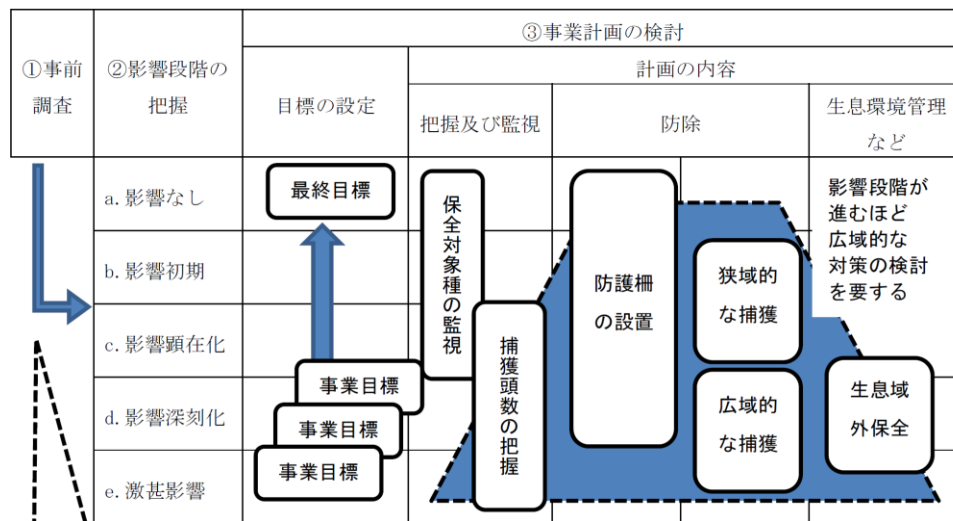 ③事業計画の検討
①事前
調査
②影響段階の
把握
目標の設定
計画の内容
把握及び監視
防除
生息環境管理
など
a. 影響なし
b. 影響初期
c. 影響顕在化
d. 影響深刻化
e. 激甚影響
最終目標
事業目標
事業目標
事業目標
保全対象種の監視
捕獲頭数の把握
防護柵
の設置
狭域的
な捕獲
広域的
な捕獲
影響段階が
進むほど
広域的な
対策の検討
を要する
生息域
外保全